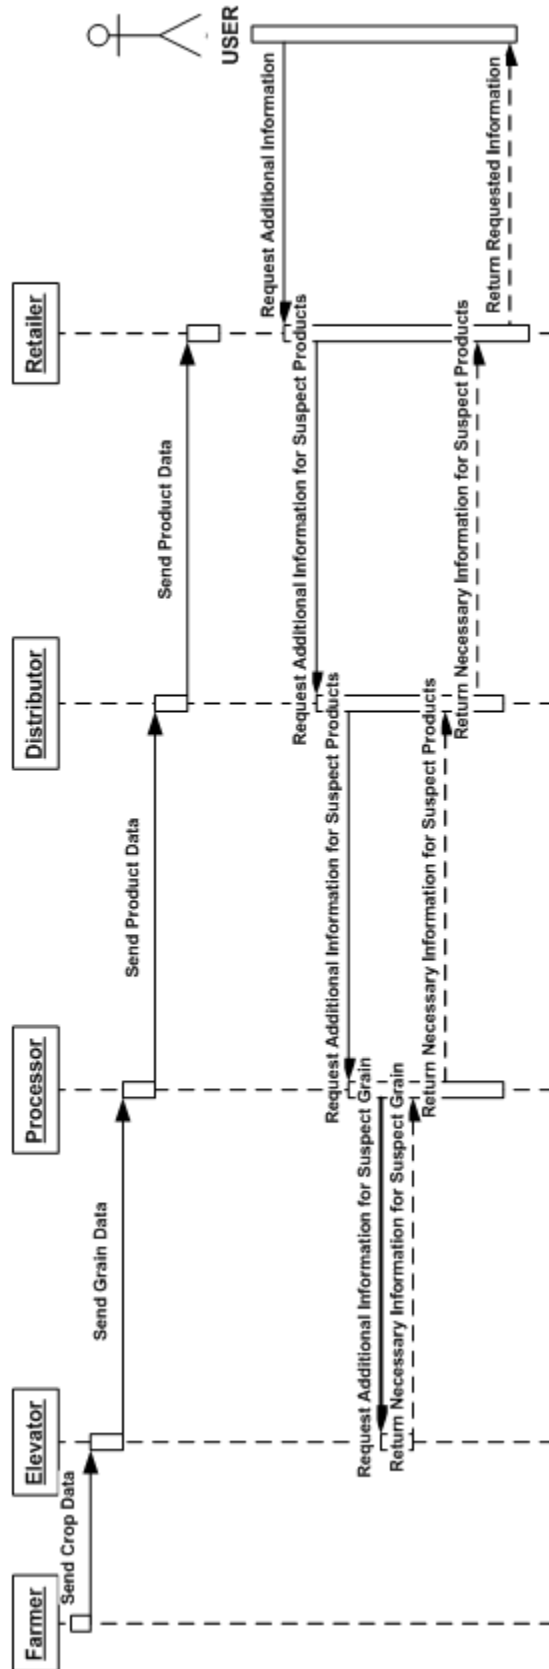 Farmer
Elevator
Processor
Distributor
Retailer
USER
Send Crop Data
Send Grain Data
Send Product Data
Send Product Data
Request Additional Information
Request Additional Information for Suspect Products
Request Additional Information for Suspect Products
Request Additional Information for Suspect Grain
Return Necessary Information for Suspect Grain
Return Necessary Information for Suspect Products
Return Necessary Information for Suspect Products
Return Requested Information